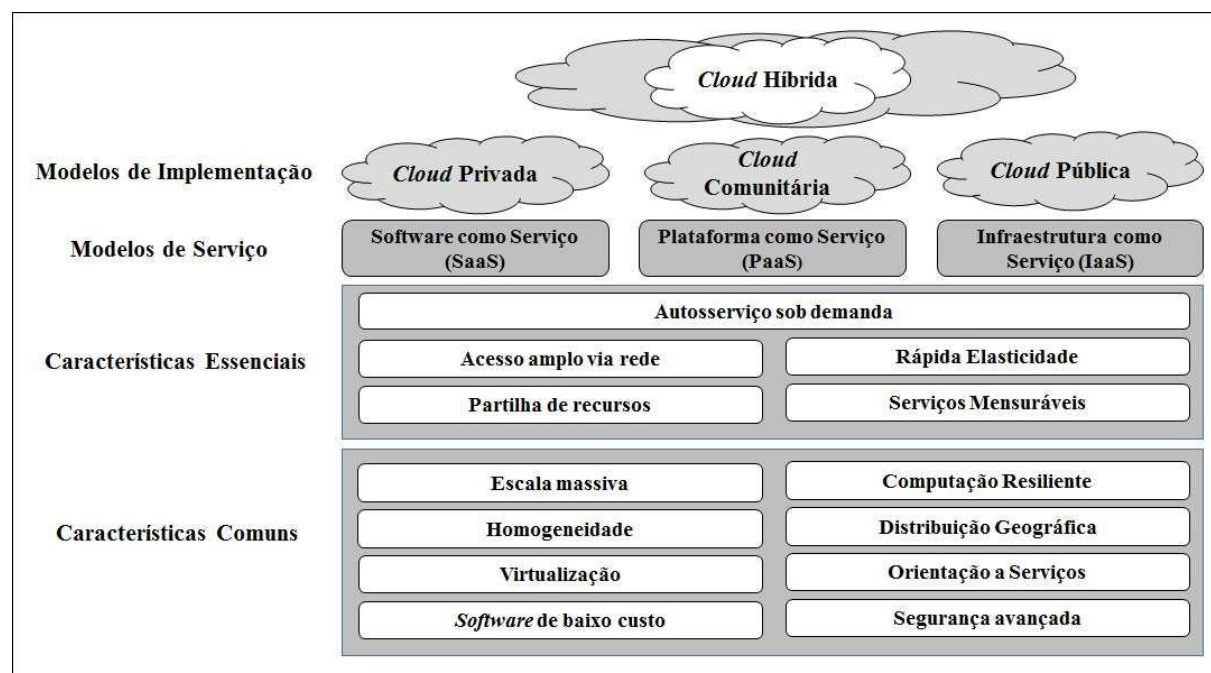 Cloud Híbrida
Modelos de Implementação
Cloud Privada
Cloud
Comunitária
Cloud Pública
Modelos de Serviço
Software como Serviço
(SaaS)
Plataforma como Serviço
(PaaS)
Infraestrutura como
Serviço (IaaS)
Características Essenciais
Autosserviço sob demanda
Acesso amplo via rede
Rápida Elasticidade
Partilha de recursos
Serviços Mensuráveis
Características Comuns
Escala massiva
Computação Resiliente
Homogeneidade
Distribuição Geográfica
Virtualização
Orientação a Serviços
Software de baixo custo
Segurança avançada